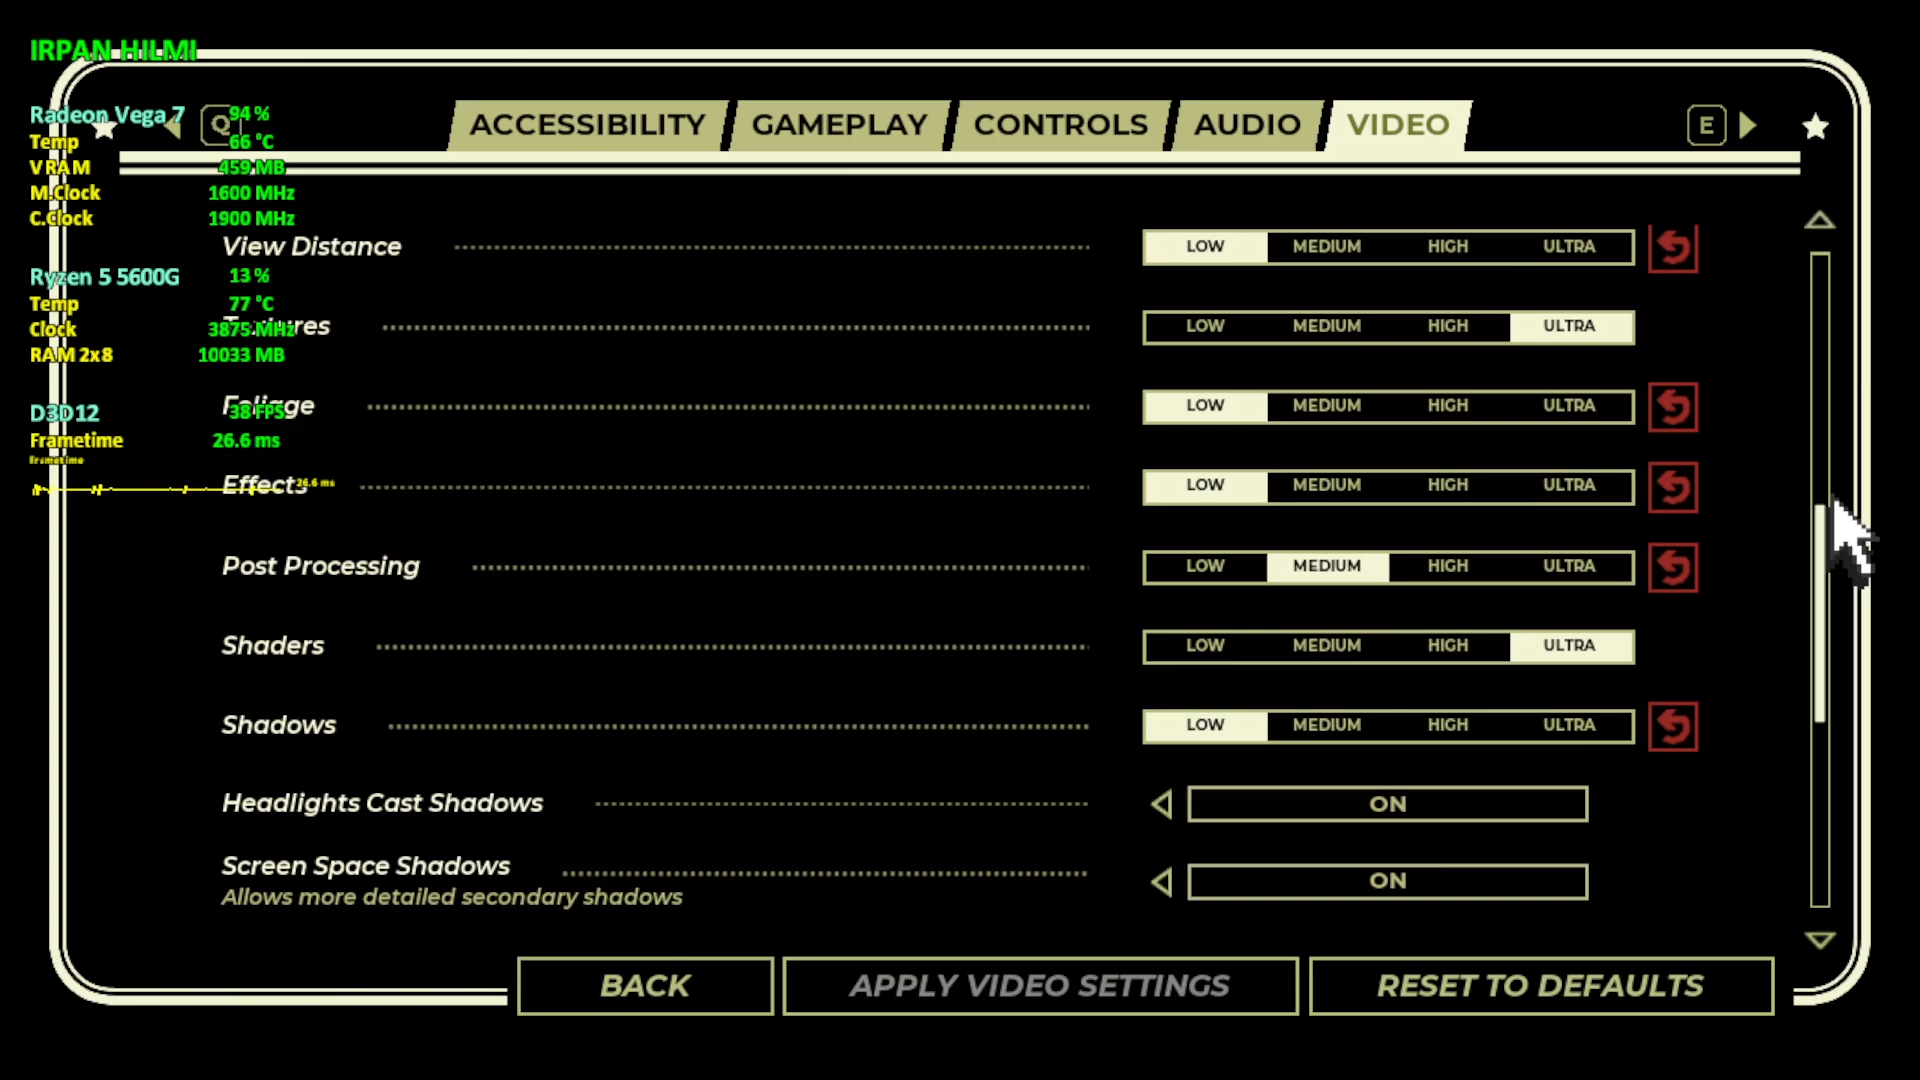 IRPAN HILMI
Radeon Vega 7 94 %
Temp 66 °C
VRAM 459 MB
M.Clock 1600 MHz
C.Clock 1900 MHz
Ryzen 5 5600G 13 %
Temp 77 °C
Clock 3875 MHz
RAM 2x8 10033 MB
D3D12 38 FPS
Frametime 26.6 ms
Frametime
26.6 ms
Q
ACCESSIBILITY GAMEPLAY CONTROLS AUDIO VIDEO
E
View Distance LOW MEDIUM HIGH ULTRA
LOW MEDIUM HIGH ULTRA
Foliage LOW MEDIUM HIGH ULTRA
Effects LOW MEDIUM HIGH ULTRA
Post Processing LOW MEDIUM HIGH ULTRA
Shaders LOW MEDIUM HIGH ULTRA
Shadows LOW MEDIUM HIGH ULTRA
Headlights Cast Shadows ON
Screen Space Shadows ON
Allows more detailed secondary shadows
BACK APPLY VIDEO SETTINGS RESET TO DEFAULTS